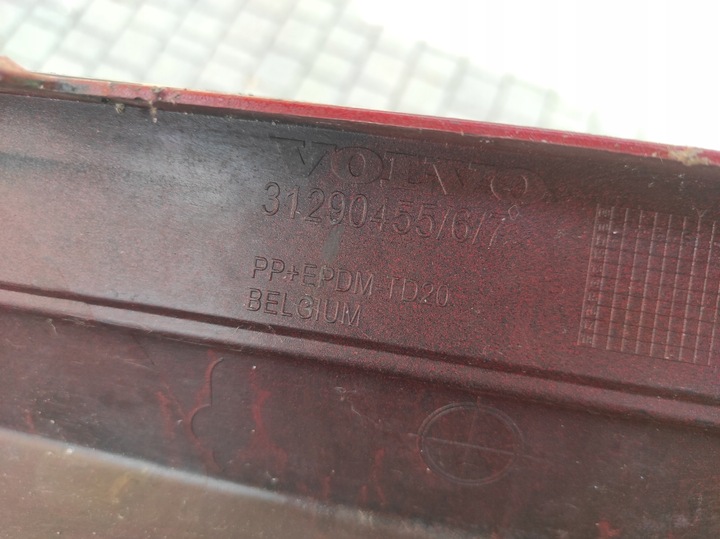 VOLVO
31290455/6/7
PP+EPDM-TD20
BELGIUM